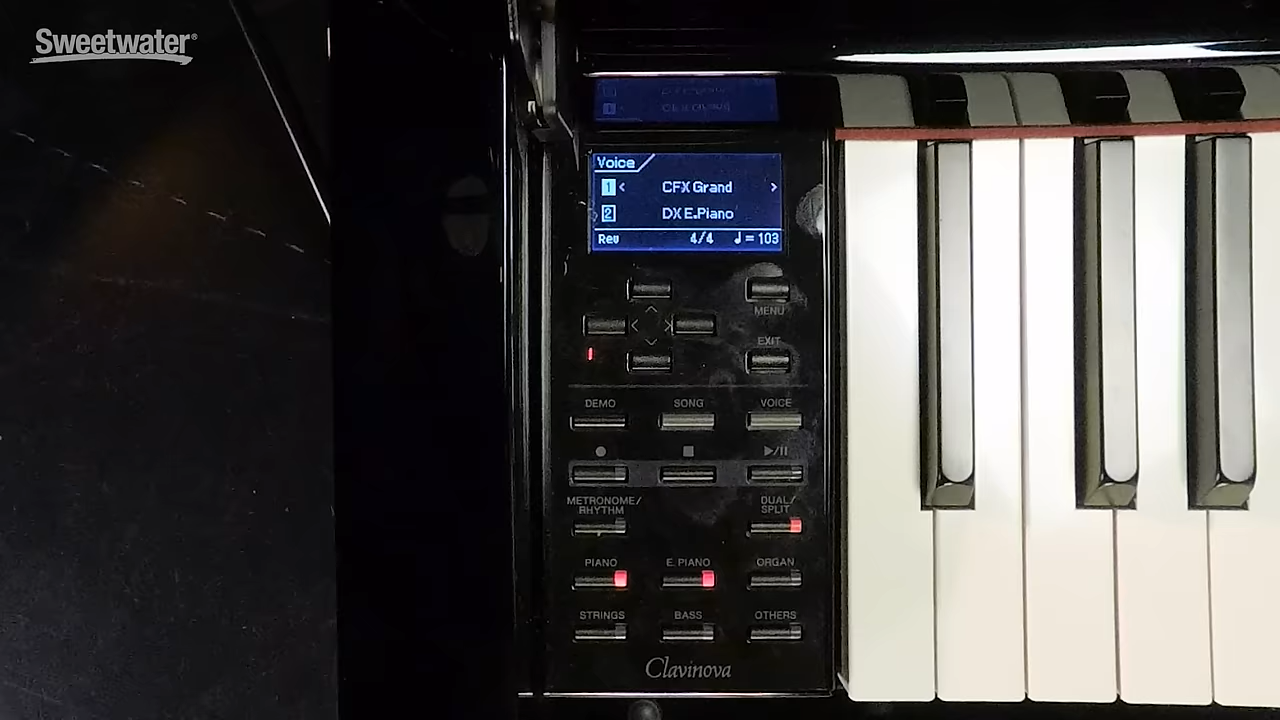 Sweetwater®
Voice
1 < CFX Grand >
2 DX E.Piano
Rev 4/4 ♩= 103
MENU
EXIT
DEMO SONG VOICE
METRONOME/
RHYTHM
DUAL/
SPLIT
PIANO E. PIANO ORGAN
STRINGS BASS OTHERS
Clavinova